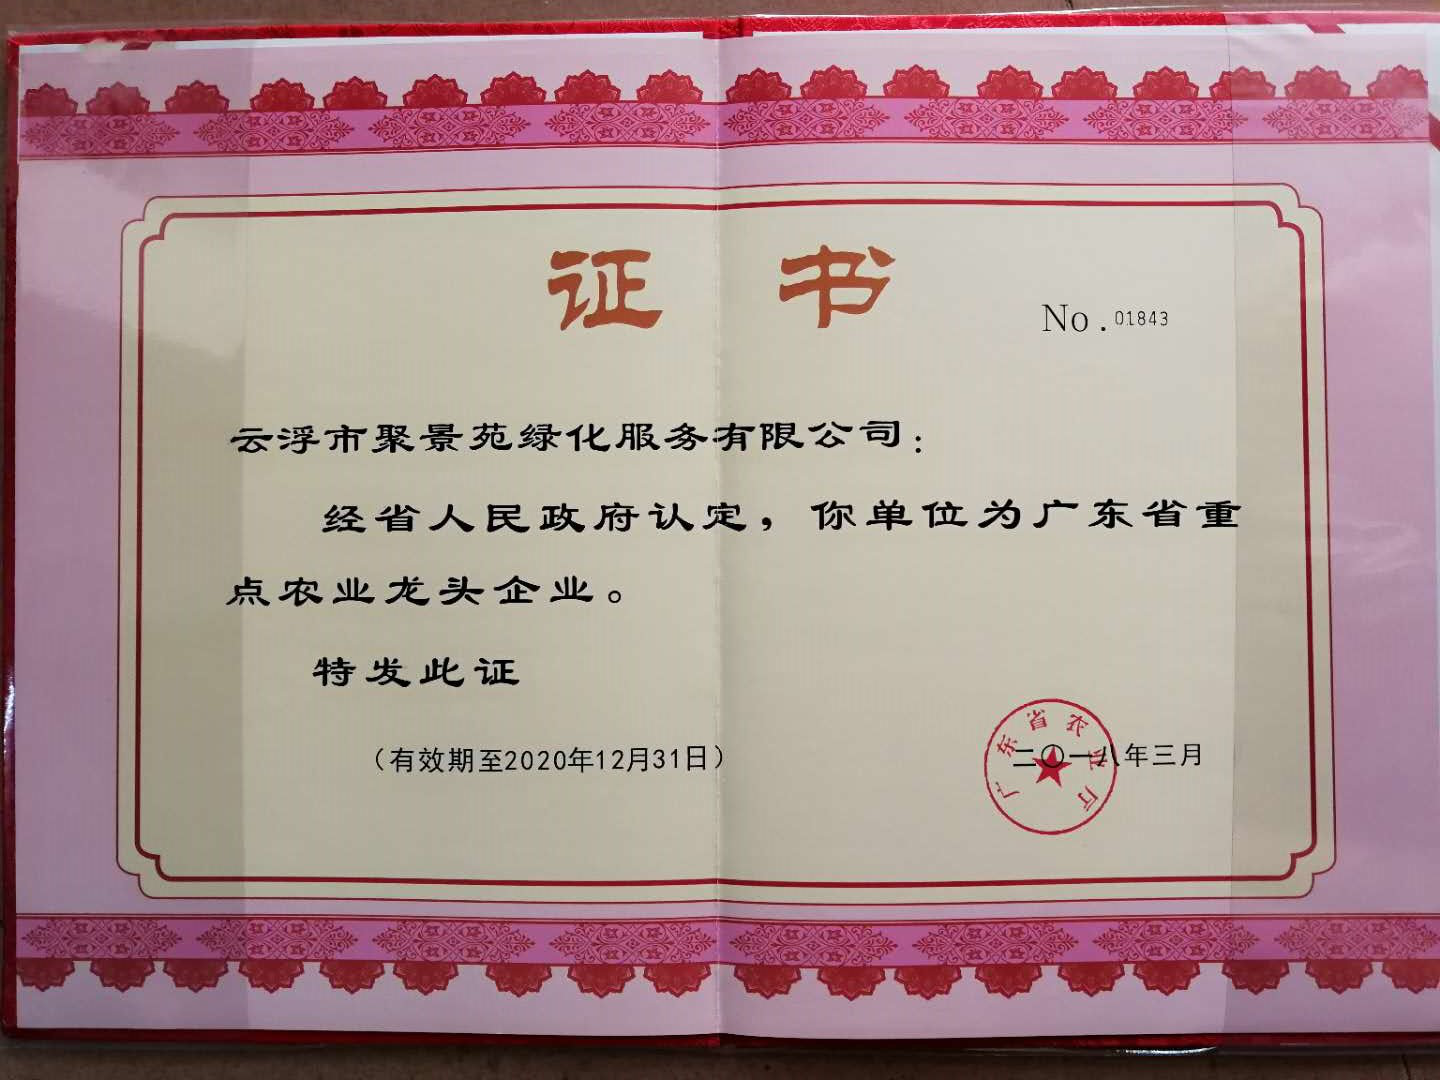 证书
No.01843
云浮市聚景苑绿化服务有限公司：
经省人民政府认定，你单位为广东省重
点农业龙头企业。
特发此证
（有效期至2020年12月31日）
二〇一八年三月
广东省农业厅